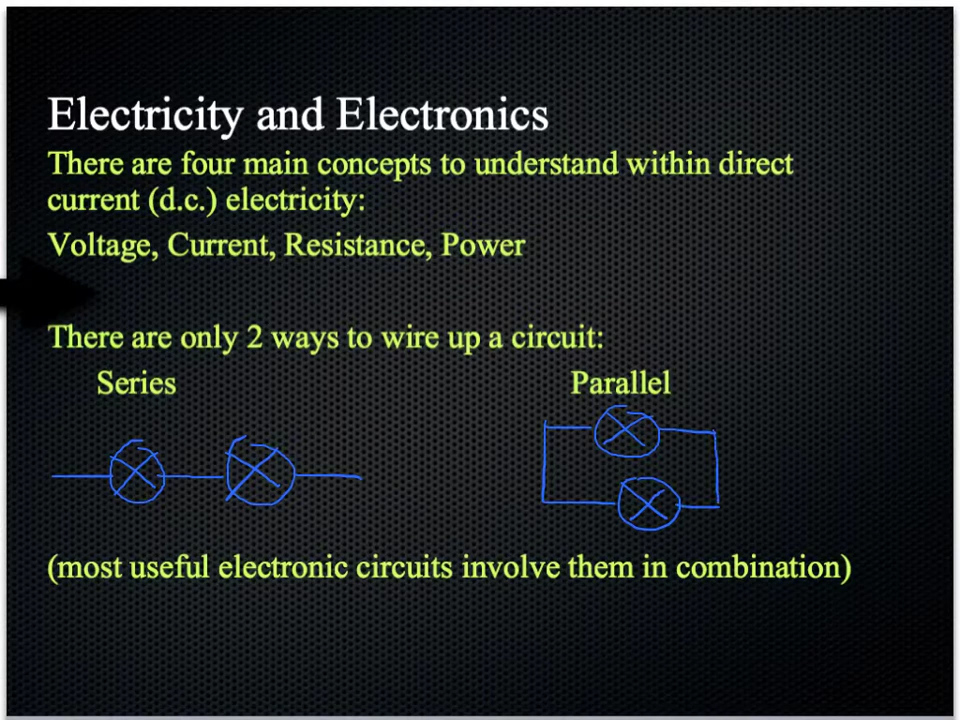 Electricity and Electronics
There are four main concepts to understand within direct
current (d.c.) electricity:
Voltage, Current, Resistance, Power
There are only 2 ways to wire up a circuit:
Series Parallel
(most useful electronic circuits involve them in combination)